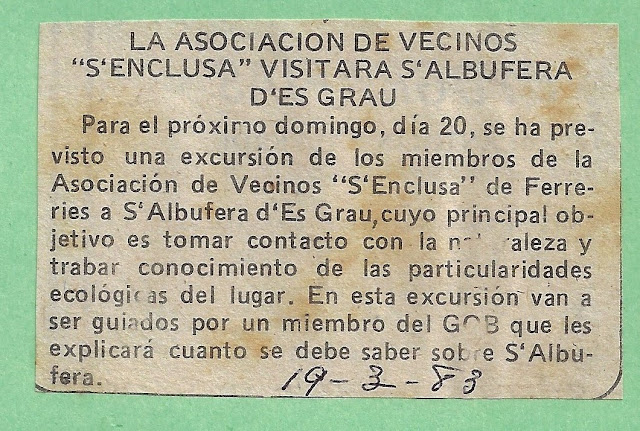 LA ASOCIACION DE VECINOS
"S'ENCLUSA" VISITARA S'ALBUFERA
D'ES GRAU
Para el próximo domingo, día 20, se ha pre-
visto una excursión de los miembros de la
Asociación de Vecinos "S'Enclusa" de Ferre-
ries a S'Albufera d'Es Grau, cuyo principal ob-
jetivo es tomar contacto con la naturaleza y
trabar conocimiento de las particularidades
ecológicas del lugar. En esta excursión van a
ser guiados por un miembro del GOB que les
explicará cuanto se debe saber sobre S'Albu-
fera.
19-3-83